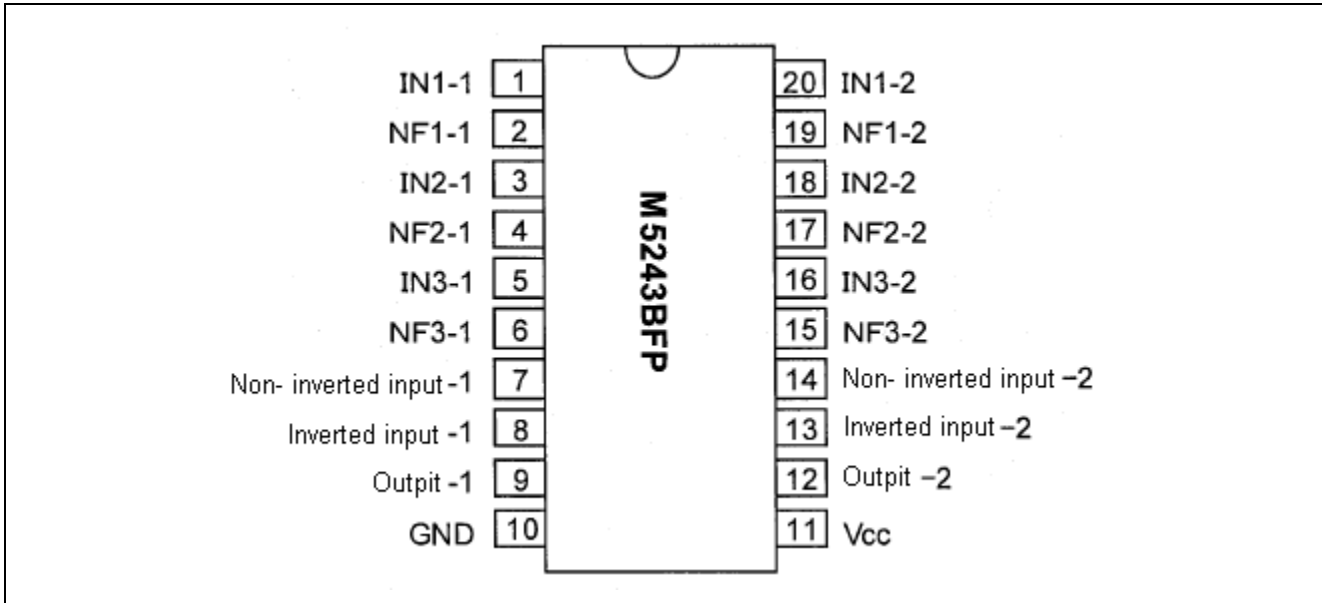 IN1-1 1 20 IN1-2
NF1-1 2 19 NF1-2
IN2-1 3 18 IN2-2
NF2-1 4 17 NF2-2
IN3-1 5 16 IN3-2
NF3-1 6 15 NF3-2
Non- inverted input -1 7 14 Non- inverted input -2
Inverted input -1 8 13 Inverted input -2
Outpit -1 9 12 Outpit -2
GND 10 11 Vcc
M5243BFP